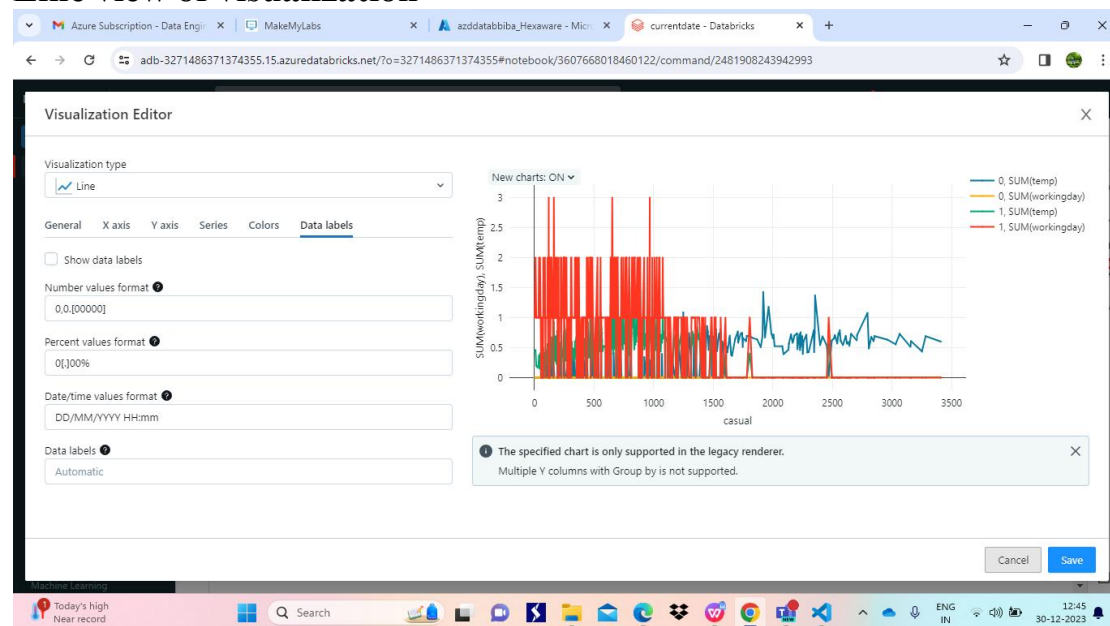 Azure Subscription - Data Engin
MakeMyLabs
azddatabbiba_Hexaware - Micro
currentdate - Databricks
adb-3271486371374355.15.azuredatabricks.net/?o=3271486371374355#notebook/3607668018460122/command/2481908243942993
Visualization Editor
Visualization type
Line
General X axis Y axis Series Colors Data labels
Show data labels
Number values format
0,0.[00000]
Percent values format
0[.]00%
Date/time values format
DD/MM/YYYY HH:mm
Data labels
Automatic
New charts: ON
3
2.5
2
1.5
1
0.5
0
SUM(workingday), SUM(temp)
0 500 1000 1500 2000 2500 3000 3500
casual
0, SUM(temp)
0, SUM(workingday)
1, SUM(temp)
1, SUM(workingday)
The specified chart is only supported in the legacy renderer.
Multiple Y columns with Group by is not supported.
Cancel Save
Machine Learning
Today's high
Near record
Search
ENG
IN
12:45
30-12-2023